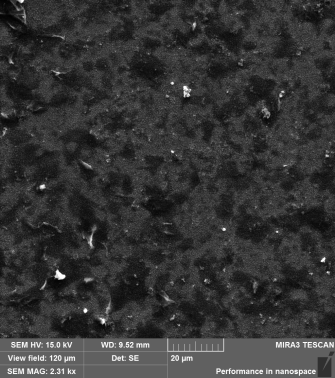 SEM HV: 15.0 kV WD: 9.52 mm MIRA3 TESCAN
View field: 120 µm Det: SE 20 µm
SEM MAG: 2.31 kx Performance in nanospace